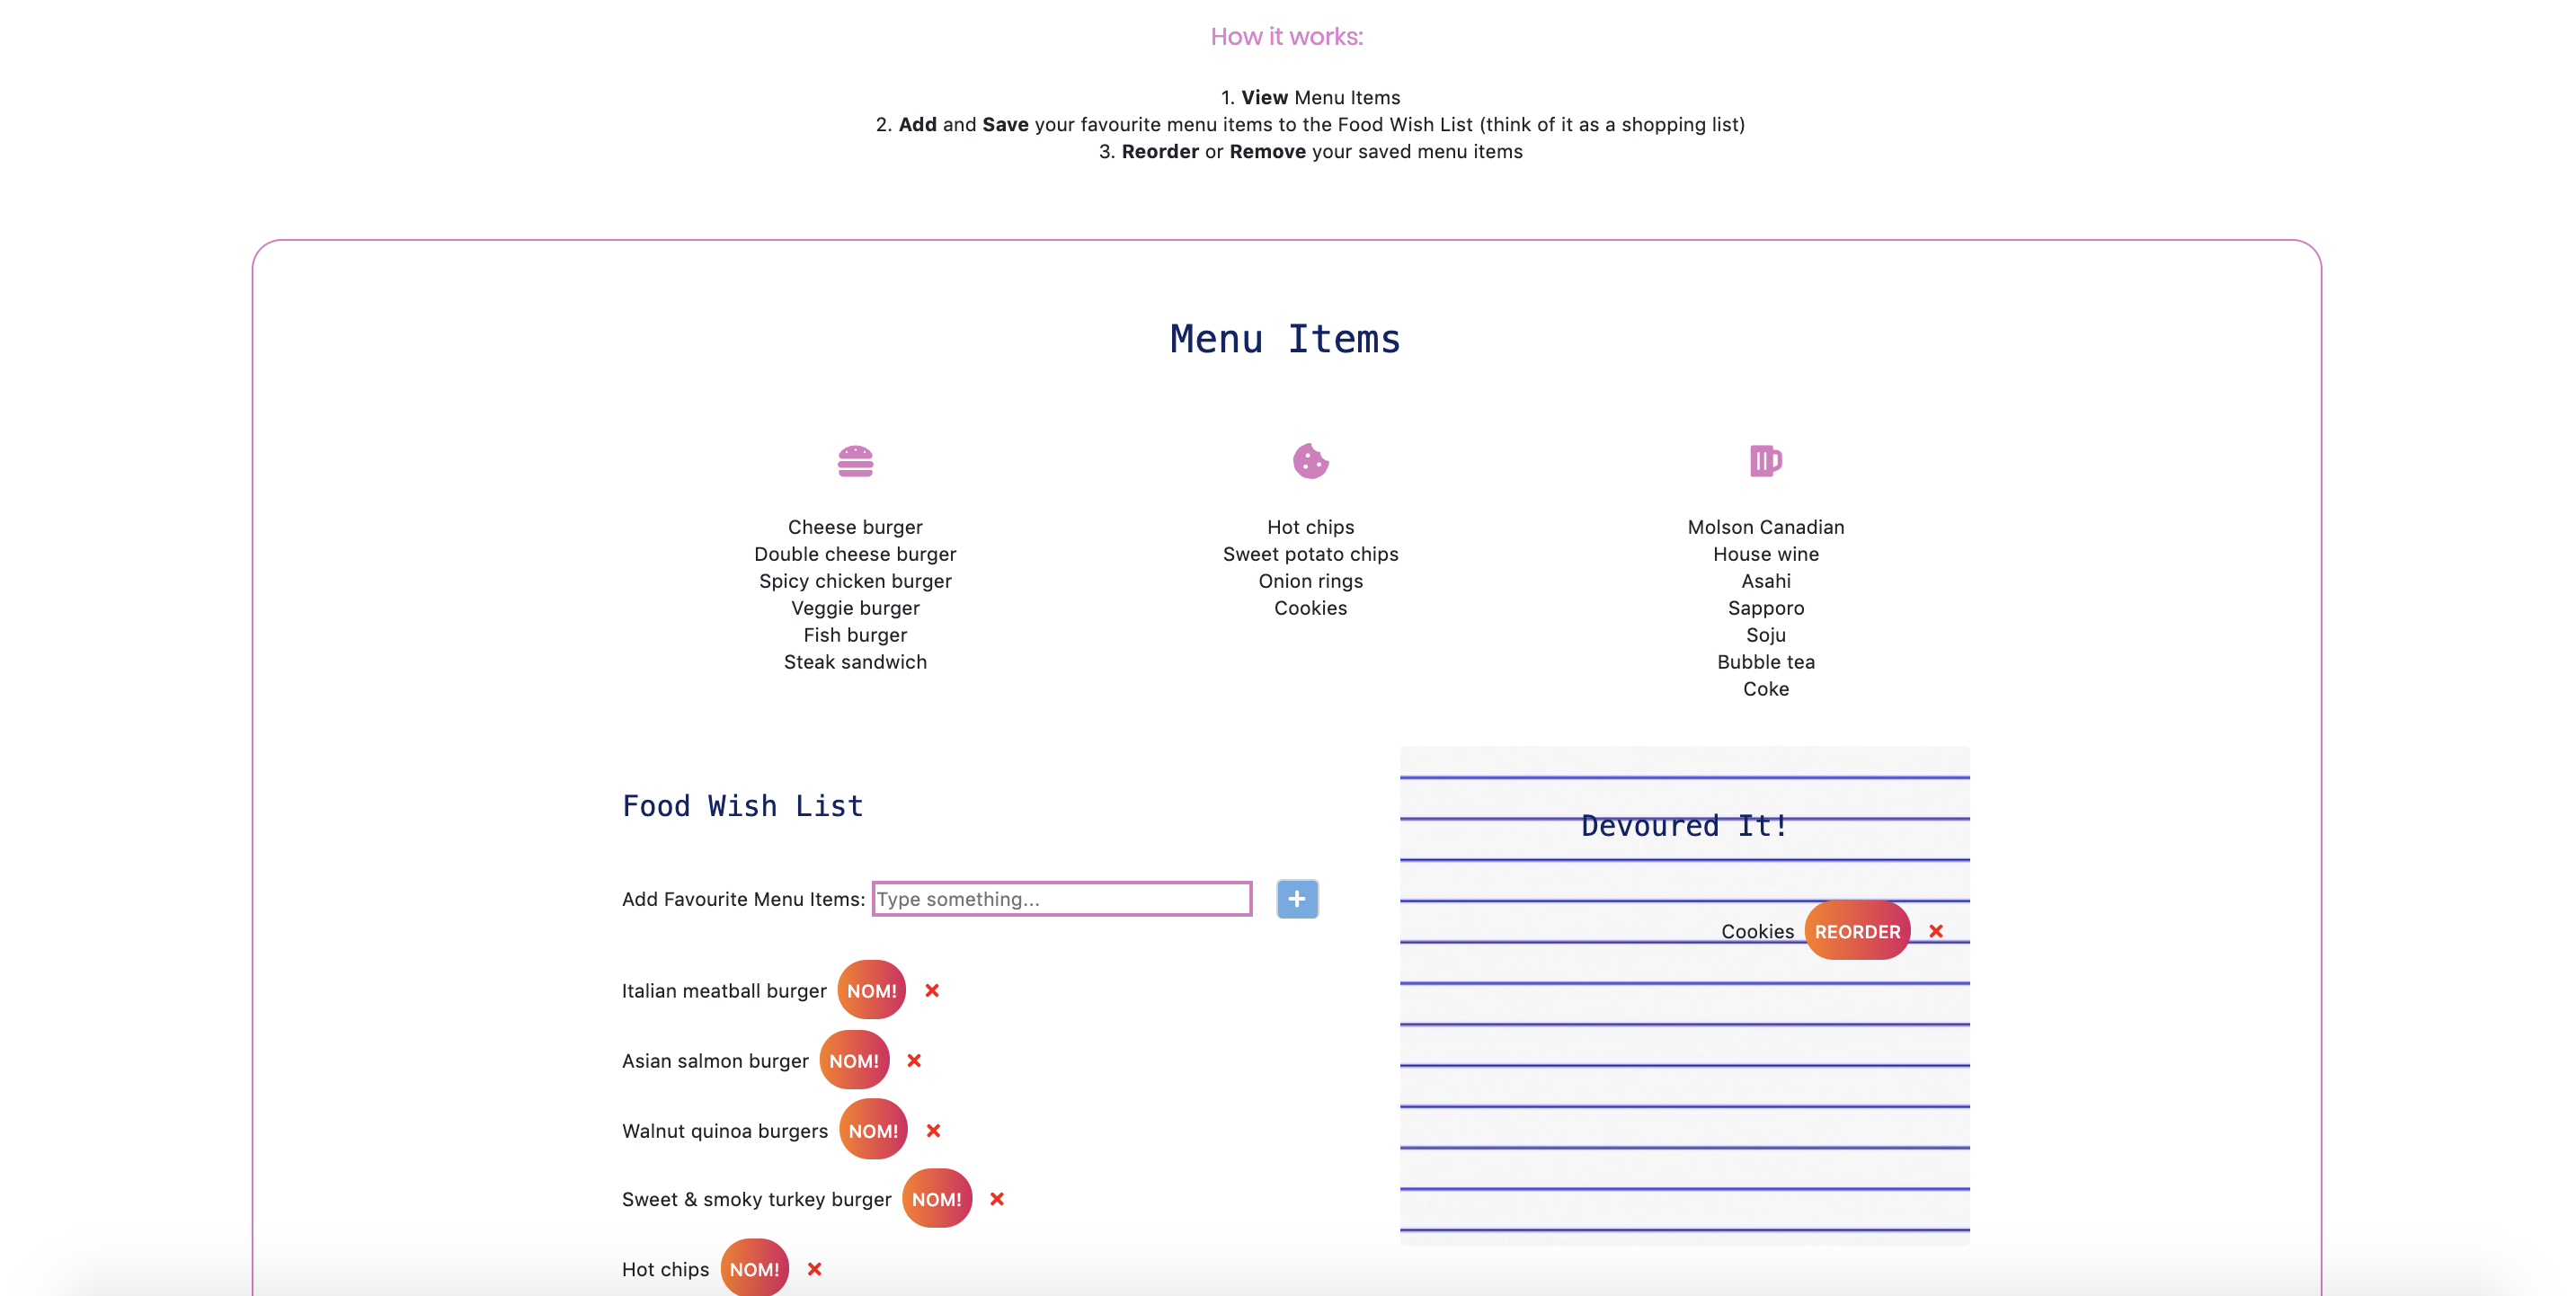 How it works:
1. View Menu Items
2. Add and Save your favourite menu items to the Food Wish List (think of it as a shopping list)
3. Reorder or Remove your saved menu items
Menu Items
Cheese burger
Double cheese burger
Spicy chicken burger
Veggie burger
Fish burger
Steak sandwich
Hot chips
Sweet potato chips
Onion rings
Cookies
Molson Canadian
House wine
Asahi
Sapporo
Soju
Bubble tea
Coke
Food Wish List
Add Favourite Menu Items: Type something...
Italian meatball burger NOM!
Asian salmon burger NOM!
Walnut quinoa burgers NOM!
Sweet & smoky turkey burger NOM!
Hot chips NOM!
Devoured It!
Cookies REORDER